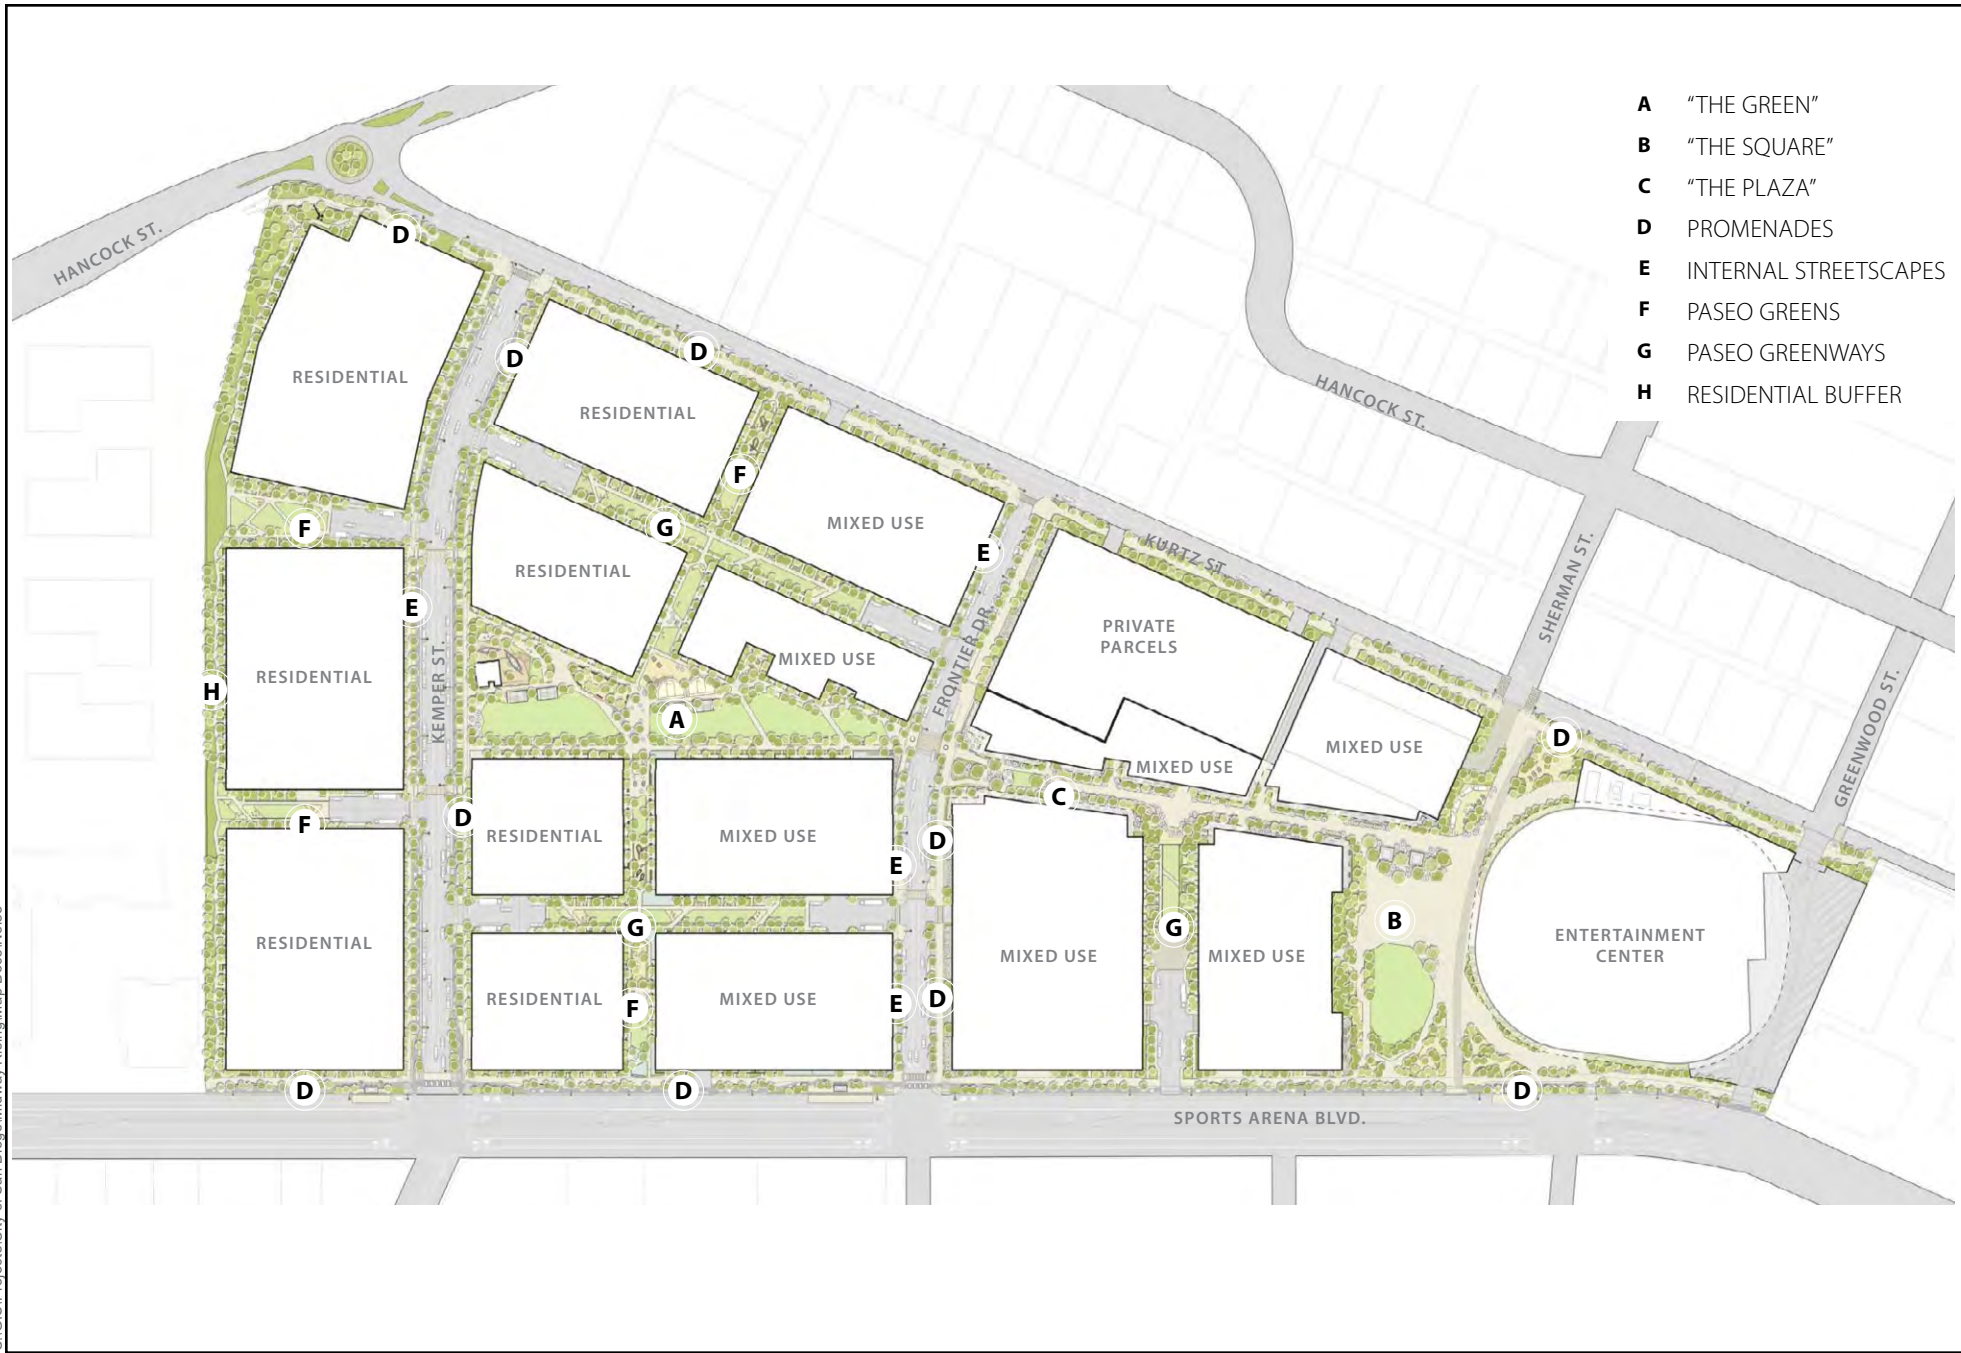 A "THE GREEN"
B "THE SQUARE"
C "THE PLAZA"
D PROMENADES
E INTERNAL STREETSCAPES
F PASEO GREENS
G PASEO GREENWAYS
H RESIDENTIAL BUFFER
HANCOCK ST.
D
D
D
RESIDENTIAL
RESIDENTIAL
HANCOCK ST.
F
F
G
MIXED USE
E
KURTZ ST.
SHERMAN ST.
RESIDENTIAL
E
FRONTIER DR.
PRIVATE
PARCELS
MIXED USE
RESIDENTIAL
H
KEMPER ST.
A
MIXED USE
MIXED USE
D
GREENWOOD ST.
C
F
D
RESIDENTIAL
MIXED USE
D
E
B
G
G
ENTERTAINMENT
CENTER
RESIDENTIAL
MIXED USE
MIXED USE
RESIDENTIAL
F
MIXED USE
E
D
D
D
D
SPORTS ARENA BLVD.